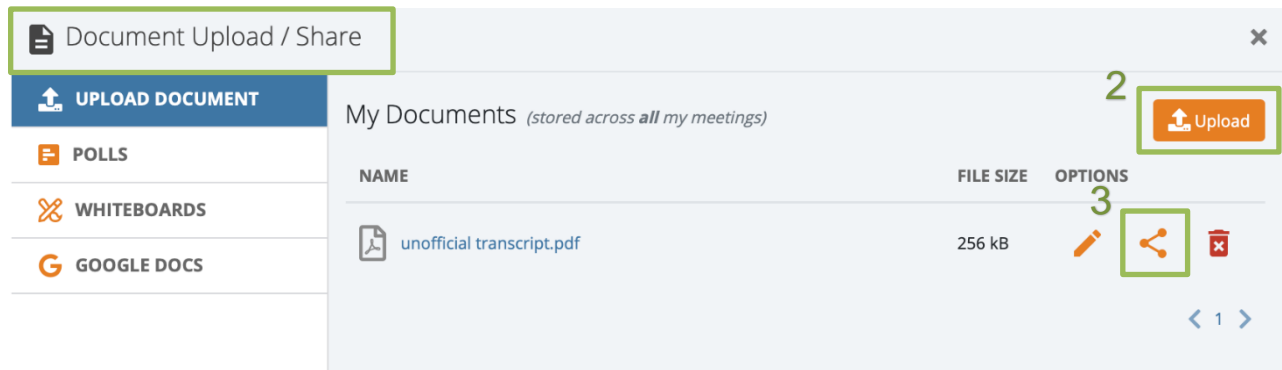 Document Upload / Share
UPLOAD DOCUMENT
POLLS
WHITEBOARDS
GOOGLE DOCS
My Documents (stored across all my meetings)
2
Upload
NAME FILE SIZE OPTIONS
3
unofficial transcript.pdf 256 kB
1